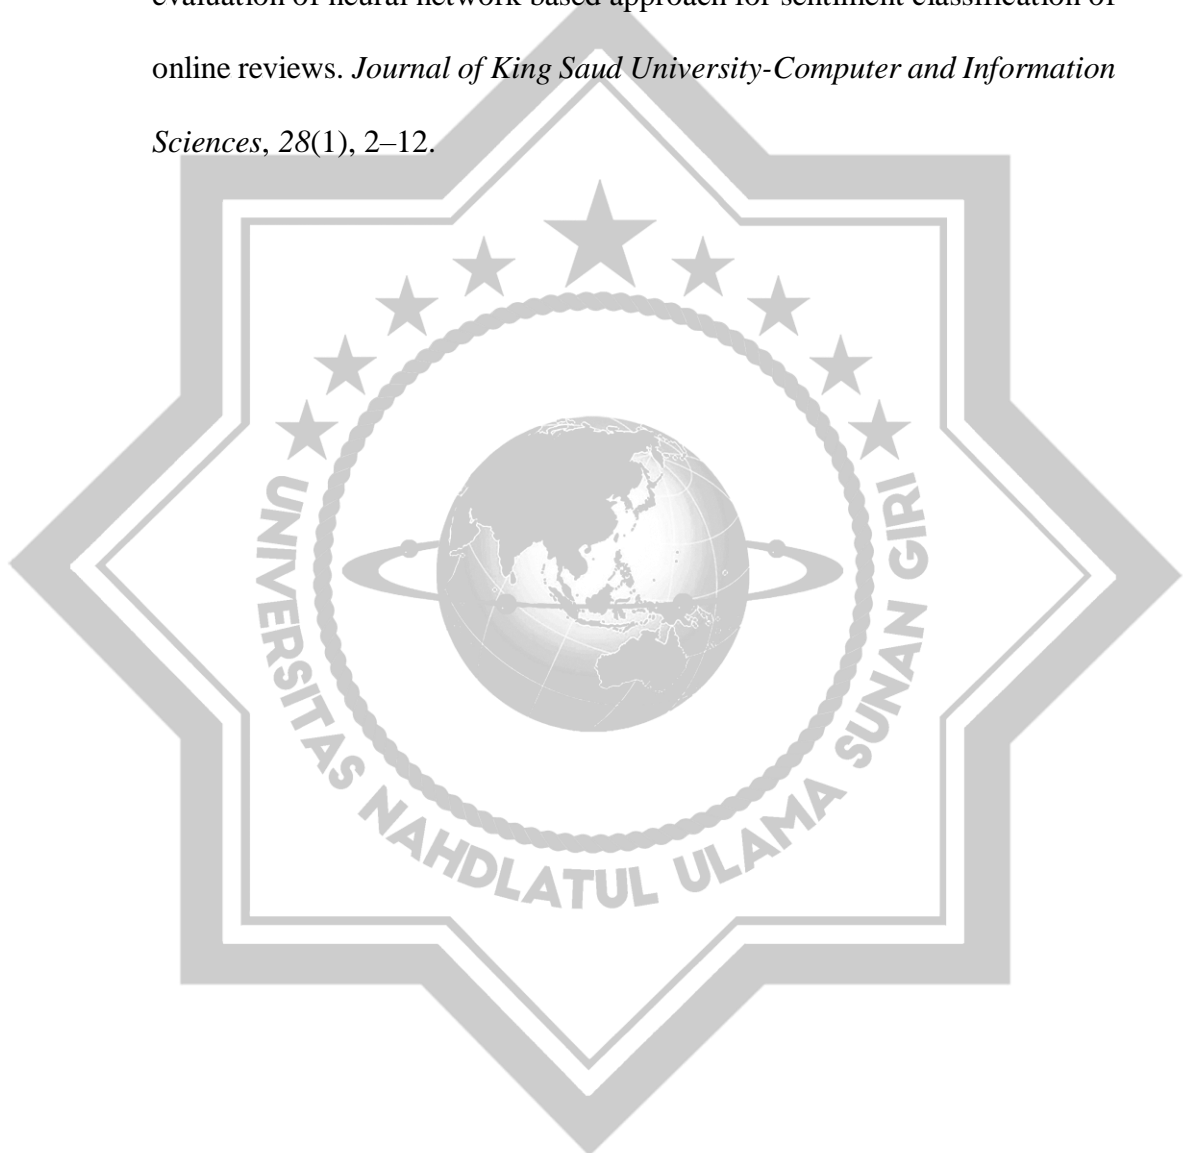 evaluation of neural network based approach for sentiment classification of
online reviews. Journal of King Saud University-Computer and Information
Sciences, 28(1), 2–12.
UNIVERSITAS NAHDLATUL ULAMA SUNAN GIRI